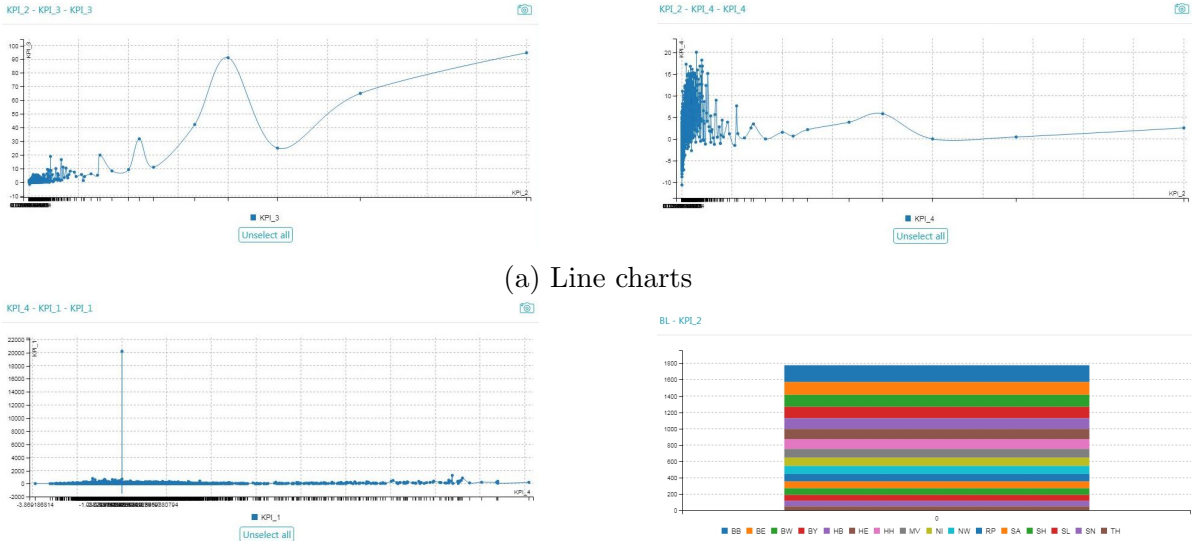 KPI_2 - KPI_3 - KPI_3
KPI_3
100
90
80
70
60
50
40
30
20
10
0
-10
KPI_2
KPI_3
Unselect all
KPI_2 - KPI_4 - KPI_4
KPI_4
20
15
10
5
0
-5
-10
KPI_2
KPI_4
Unselect all
(a) Line charts
KPI_4 - KPI_1 - KPI_1
KPI_1
22000
20000
18000
16000
14000
12000
10000
8000
6000
4000
2000
0
-2000
KPI_4
-3.869186814
KPI_1
Unselect all
BL - KPI_2
1800
1600
1400
1200
1000
800
600
400
200
0
0
BB BE BW BY HB HE HH MV NI NW RP SA SH SL SN TH